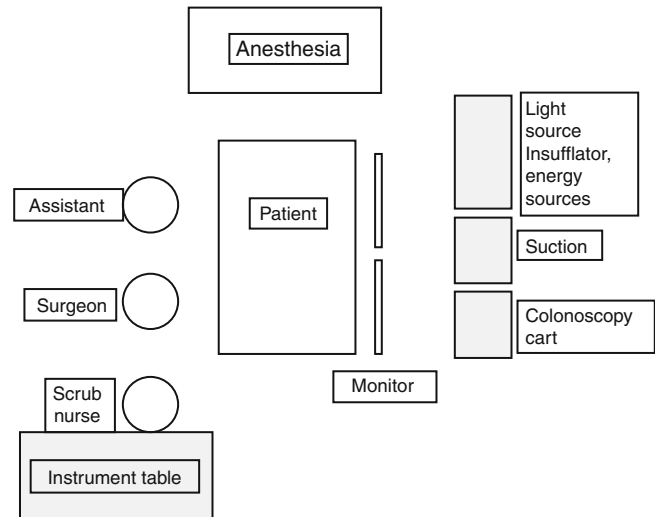 Anesthesia
Light
source
Insufflator,
energy
sources
Assistant
Patient
Suction
Surgeon
Colonoscopy
cart
Monitor
Scrub
nurse
Instrument table